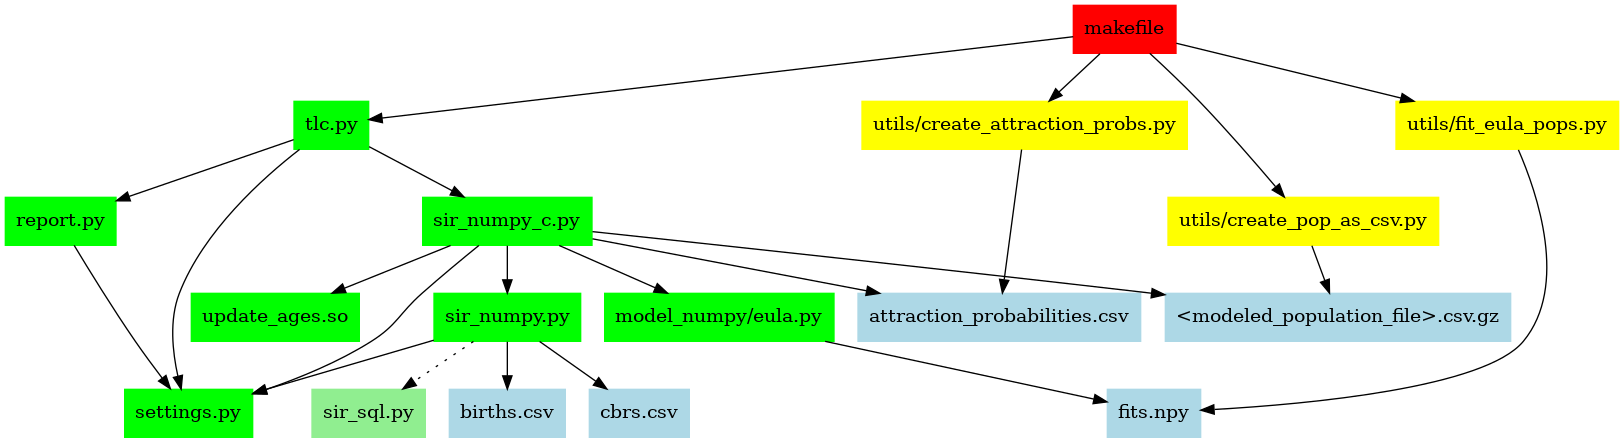 makefile
tlc.py
utils/create_attraction_probs.py
utils/fit_eula_pops.py
report.py
sir_numpy_c.py
utils/create_pop_as_csv.py
update_ages.so
sir_numpy.py
model_numpy/eula.py
attraction_probabilities.csv
<modeled_population_file>.csv.gz
settings.py
sir_sql.py
births.csv
cbrs.csv
fits.npy